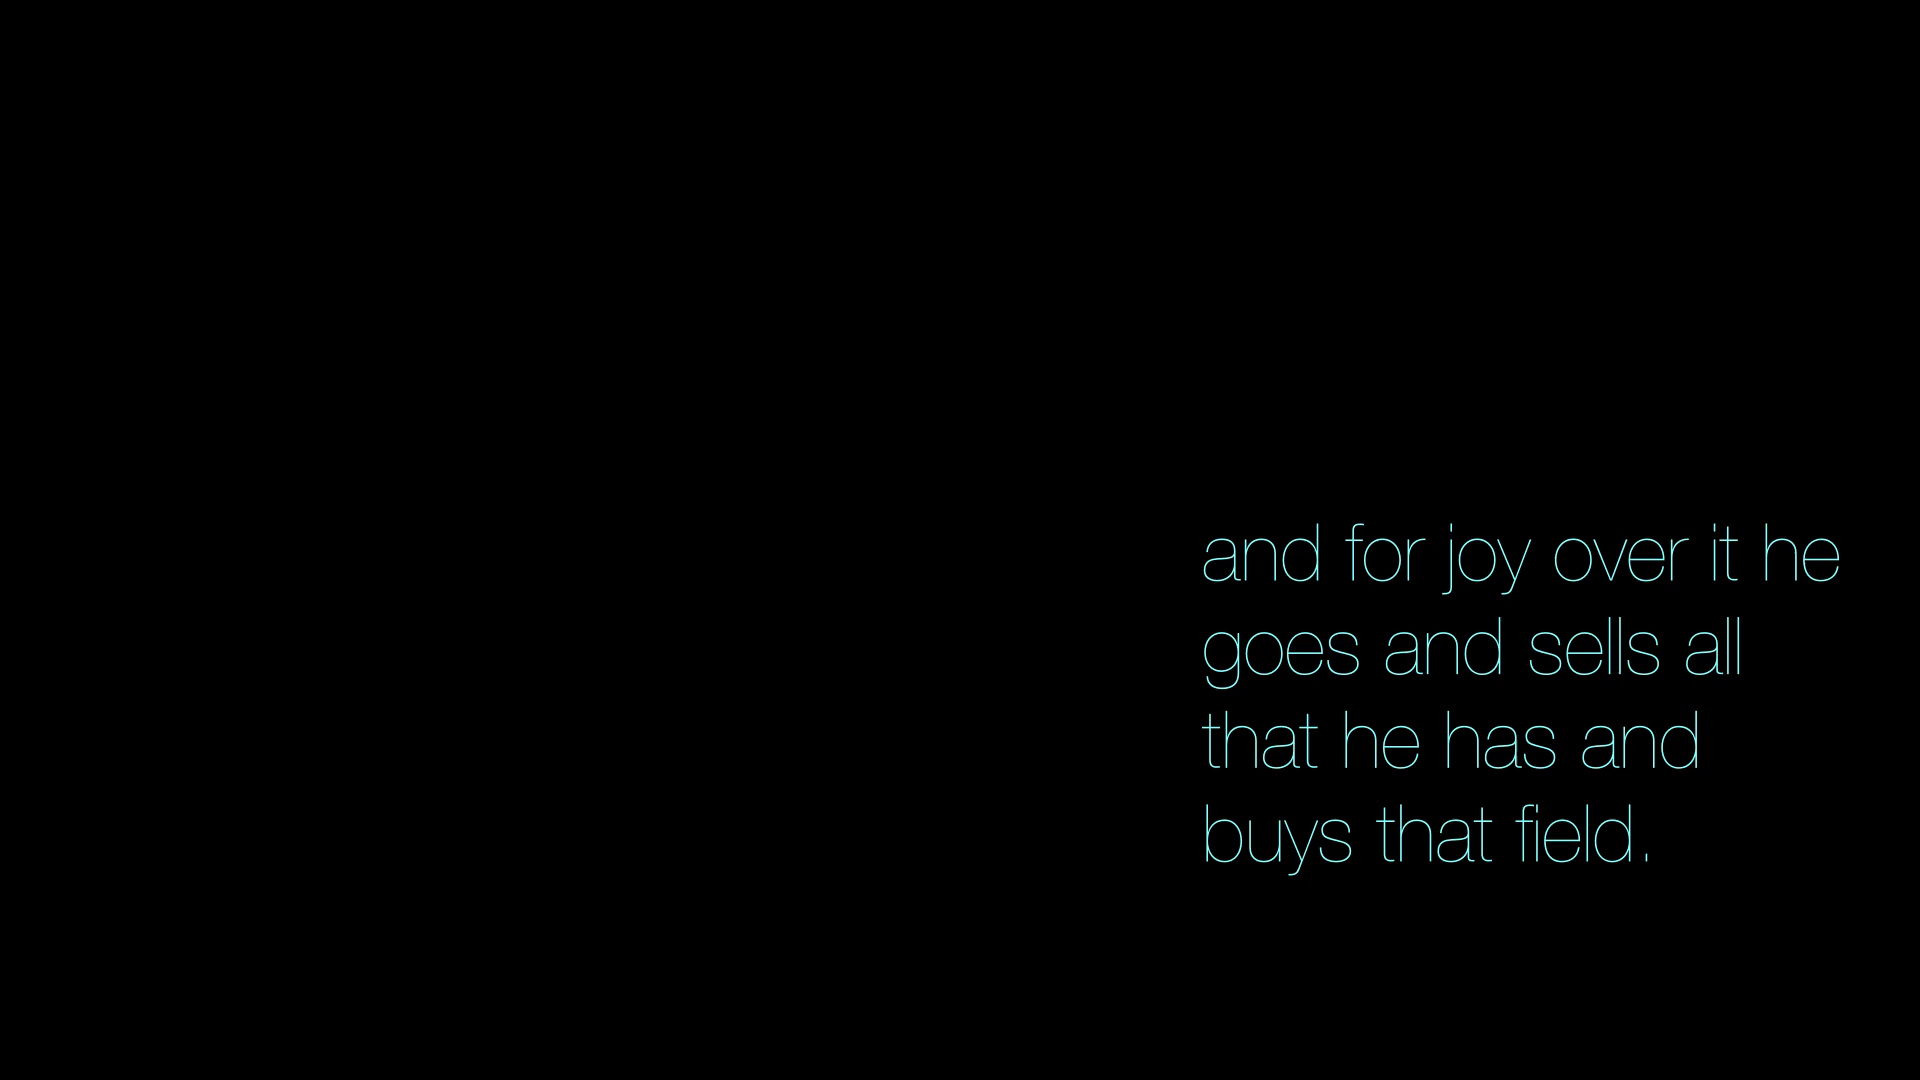 and for joy over it he
goes and sells all
that he has and
buys that field.